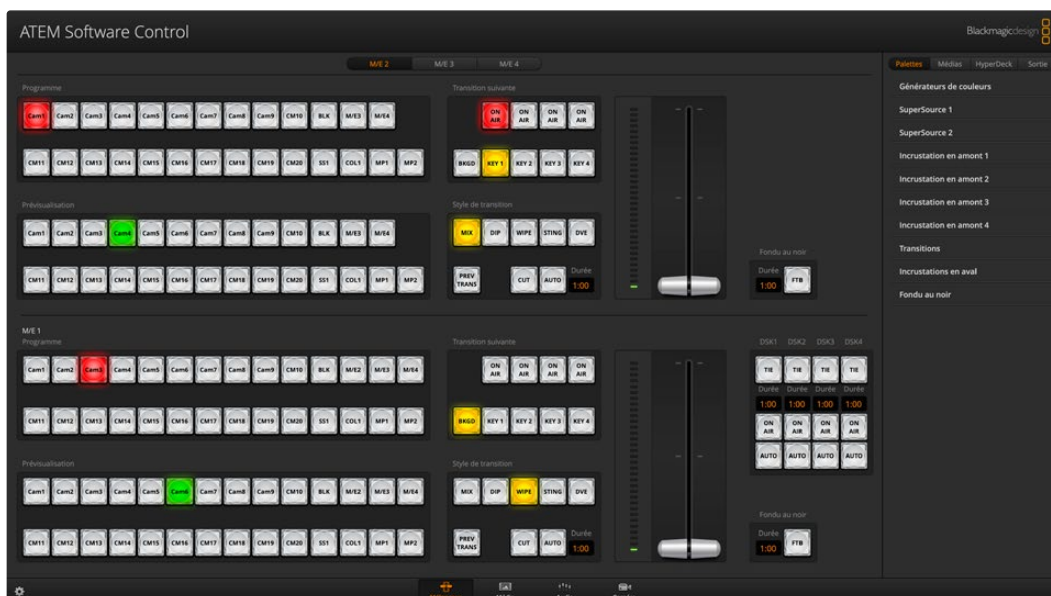 ATEM Software Control
Blackmagicdesign
M/E 2 M/E 3 M/E 4
Palettes Médias HyperDeck Sortie
Programme
Cam1 Cam2 Cam3 Cam4 Cam5 Cam6 Cam7 Cam8 Cam9 CM10 BLK M/E3 M/E4
CM11 CM12 CM13 CM14 CM15 CM16 CM17 CM18 CM19 CM20 SS1 COL1 MP1 MP2
Transition suivante
ON AIR ON AIR ON AIR ON AIR
BKGD KEY 1 KEY 2 KEY 3 KEY 4
Prévisualisation
Cam1 Cam2 Cam3 Cam4 Cam5 Cam6 Cam7 Cam8 Cam9 CM10 BLK M/E3 M/E4
CM11 CM12 CM13 CM14 CM15 CM16 CM17 CM18 CM19 CM20 SS1 COL1 MP1 MP2
Style de transition
MIX DIP WIPE STING DVE
Durée
PREV TRANS CUT AUTO 1:00
Fondu au noir
Durée
1:00 FTB
Générateurs de couleurs
SuperSource 1
SuperSource 2
Incrustation en amont 1
Incrustation en amont 2
Incrustation en amont 3
Incrustation en amont 4
Transitions
Incrustations en aval
Fondu au noir
M/E 1
Programme
Cam1 Cam2 Cam3 Cam4 Cam5 Cam6 Cam7 Cam8 Cam9 CM10 BLK M/E2 M/E3 M/E4
CM11 CM12 CM13 CM14 CM15 CM16 CM17 CM18 CM19 CM20 SS1 COL1 MP1 MP2
Transition suivante
ON AIR ON AIR ON AIR ON AIR
BKGD KEY 1 KEY 2 KEY 3 KEY 4
DSK1 DSK2 DSK3 DSK4
TIE TIE TIE TIE
Durée Durée Durée Durée
1:00 1:00 1:00 1:00
ON AIR ON AIR ON AIR ON AIR
AUTO AUTO AUTO AUTO
Prévisualisation
Cam1 Cam2 Cam3 Cam4 Cam5 Cam6 Cam7 Cam8 Cam9 CM10 BLK M/E2 M/E3 M/E4
CM11 CM12 CM13 CM14 CM15 CM16 CM17 CM18 CM19 CM20 SS1 COL1 MP1 MP2
Style de transition
MIX DIP WIPE STING DVE
Durée
PREV TRANS CUT AUTO 1:00
Fondu au noir
Durée
1:00 FTB